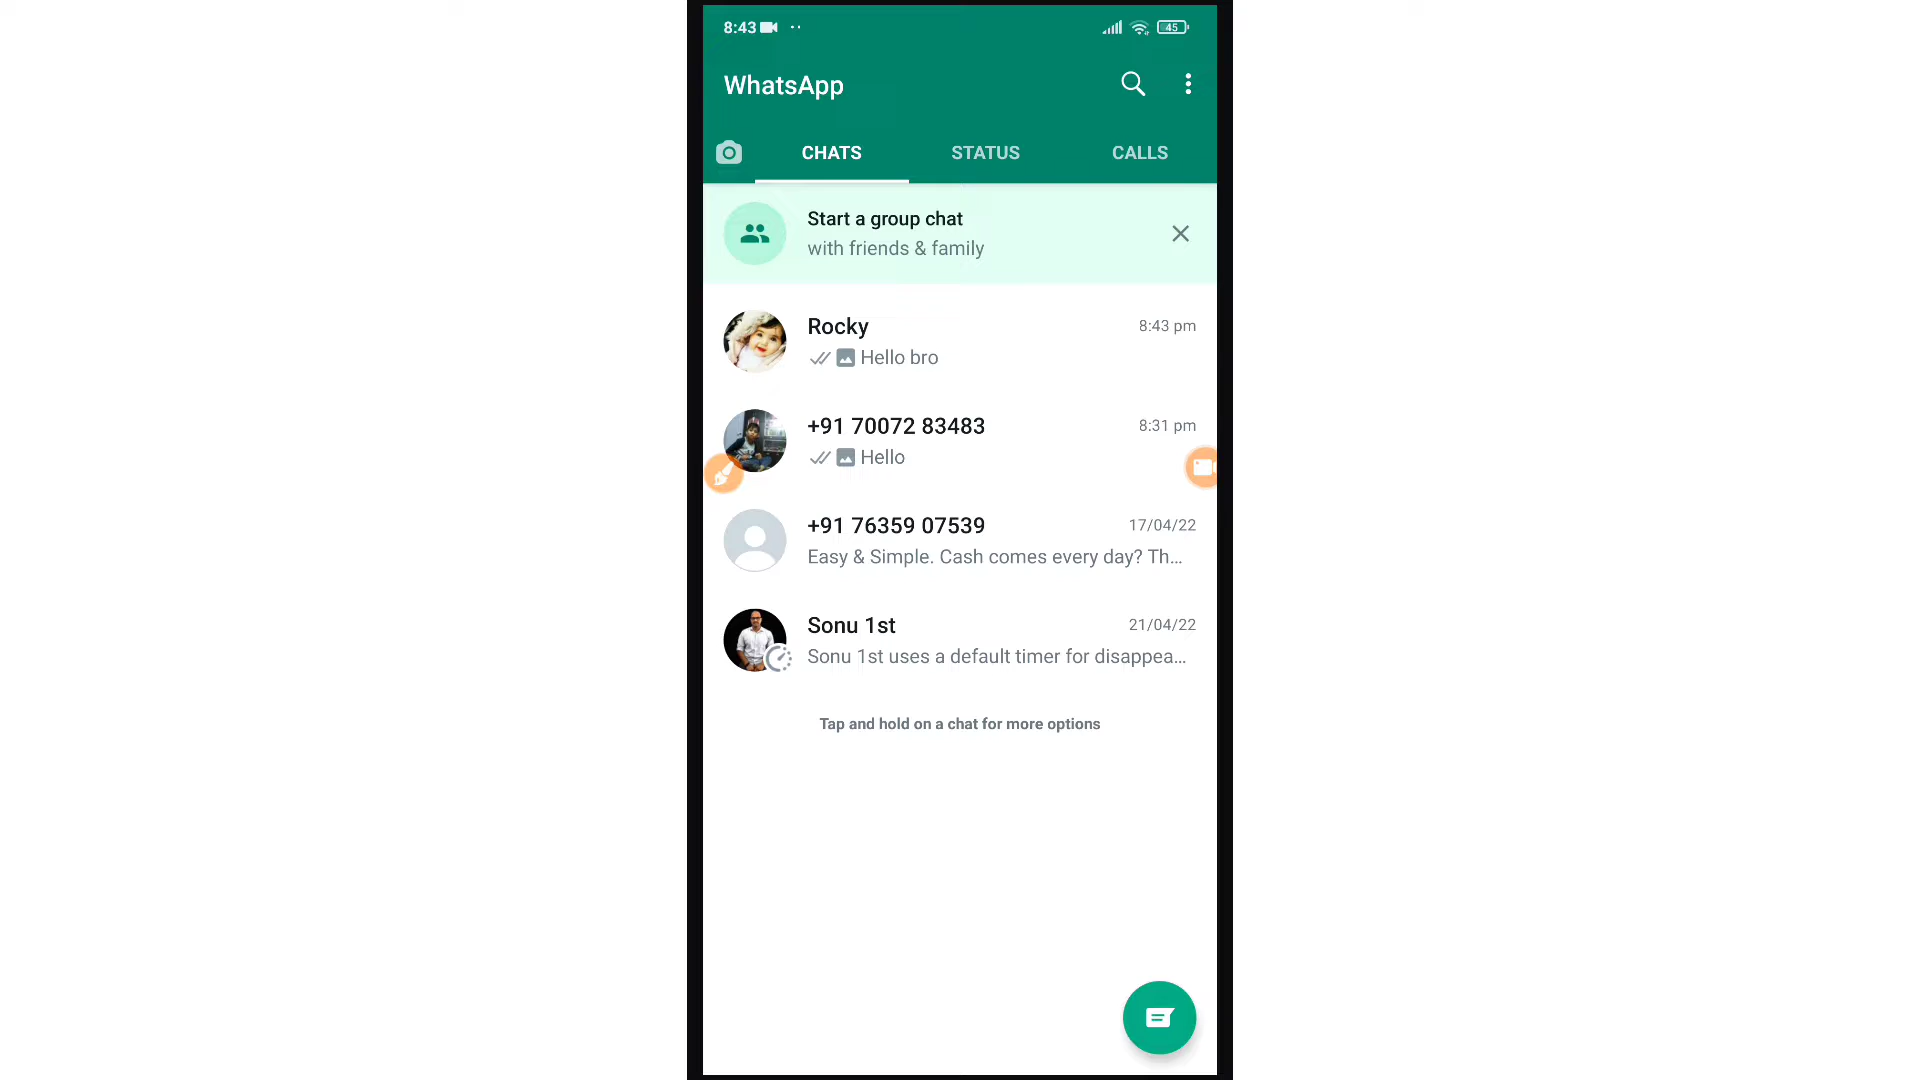 8:43
45
WhatsApp
CHATS STATUS CALLS
Start a group chat
with friends & family
Rocky 8:43 pm
Hello bro
+91 70072 83483 8:31 pm
Hello
+91 76359 07539 17/04/22
Easy & Simple. Cash comes every day? Th...
Sonu 1st 21/04/22
Sonu 1st uses a default timer for disappea...
Tap and hold on a chat for more options